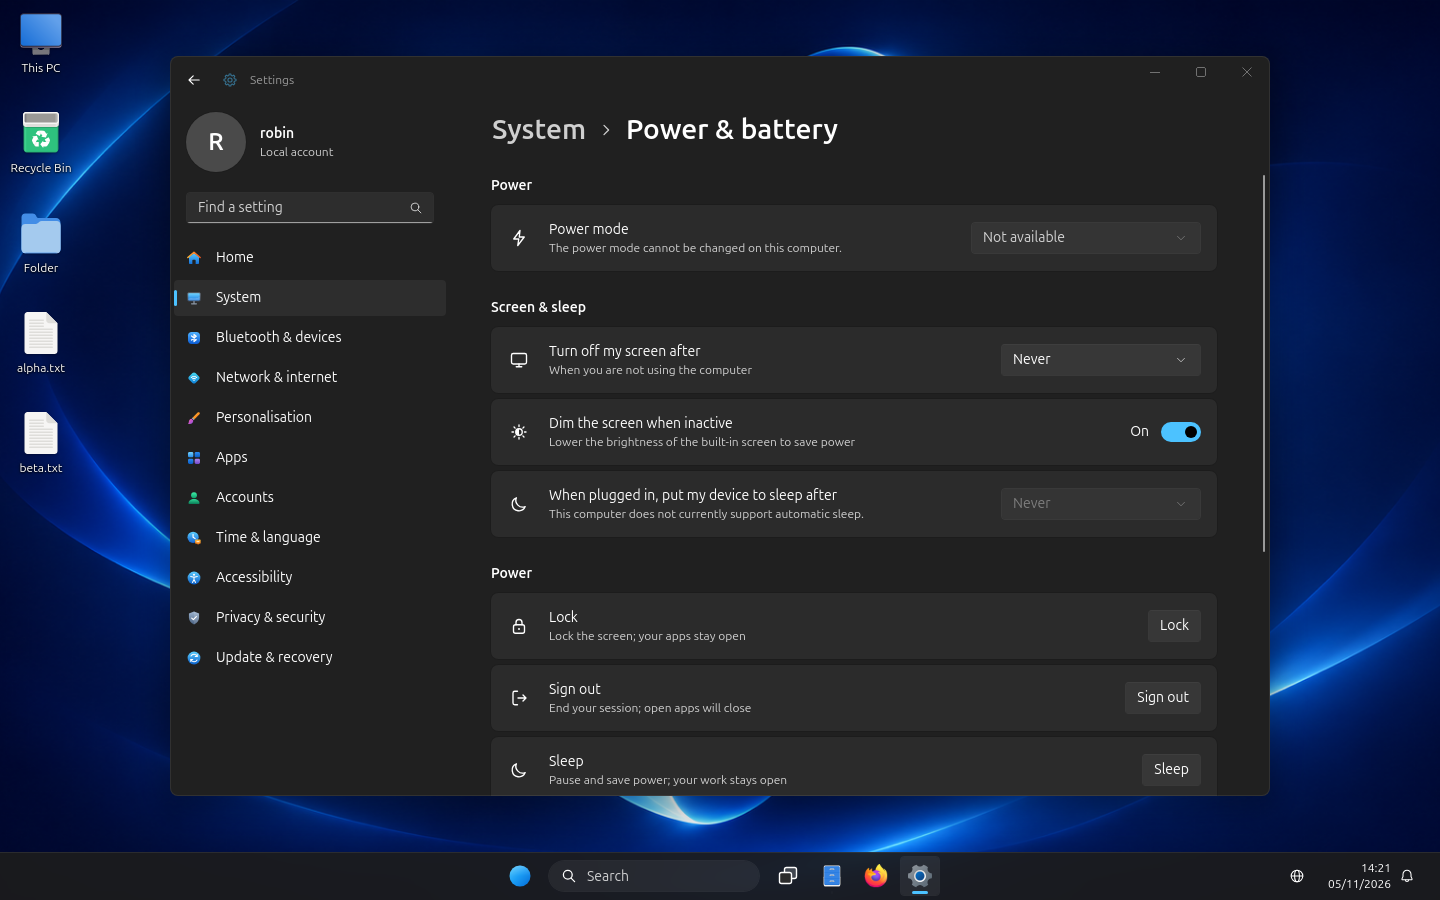 This PC
Recycle Bin
Folder
alpha.txt
beta.txt
Settings
R
robin
Local account
Find a setting
Home
System
Bluetooth & devices
Network & internet
Personalisation
Apps
Accounts
Time & language
Accessibility
Privacy & security
Update & recovery
System > Power & battery
Power
Power mode
The power mode cannot be changed on this computer.
Not available
Screen & sleep
Turn off my screen after
When you are not using the computer
Never
Dim the screen when inactive
Lower the brightness of the built-in screen to save power
On
When plugged in, put my device to sleep after
This computer does not currently support automatic sleep.
Never
Power
Lock
Lock the screen; your apps stay open
Lock
Sign out
End your session; open apps will close
Sign out
Sleep
Pause and save power; your work stays open
Sleep
Search
14:21
05/11/2026